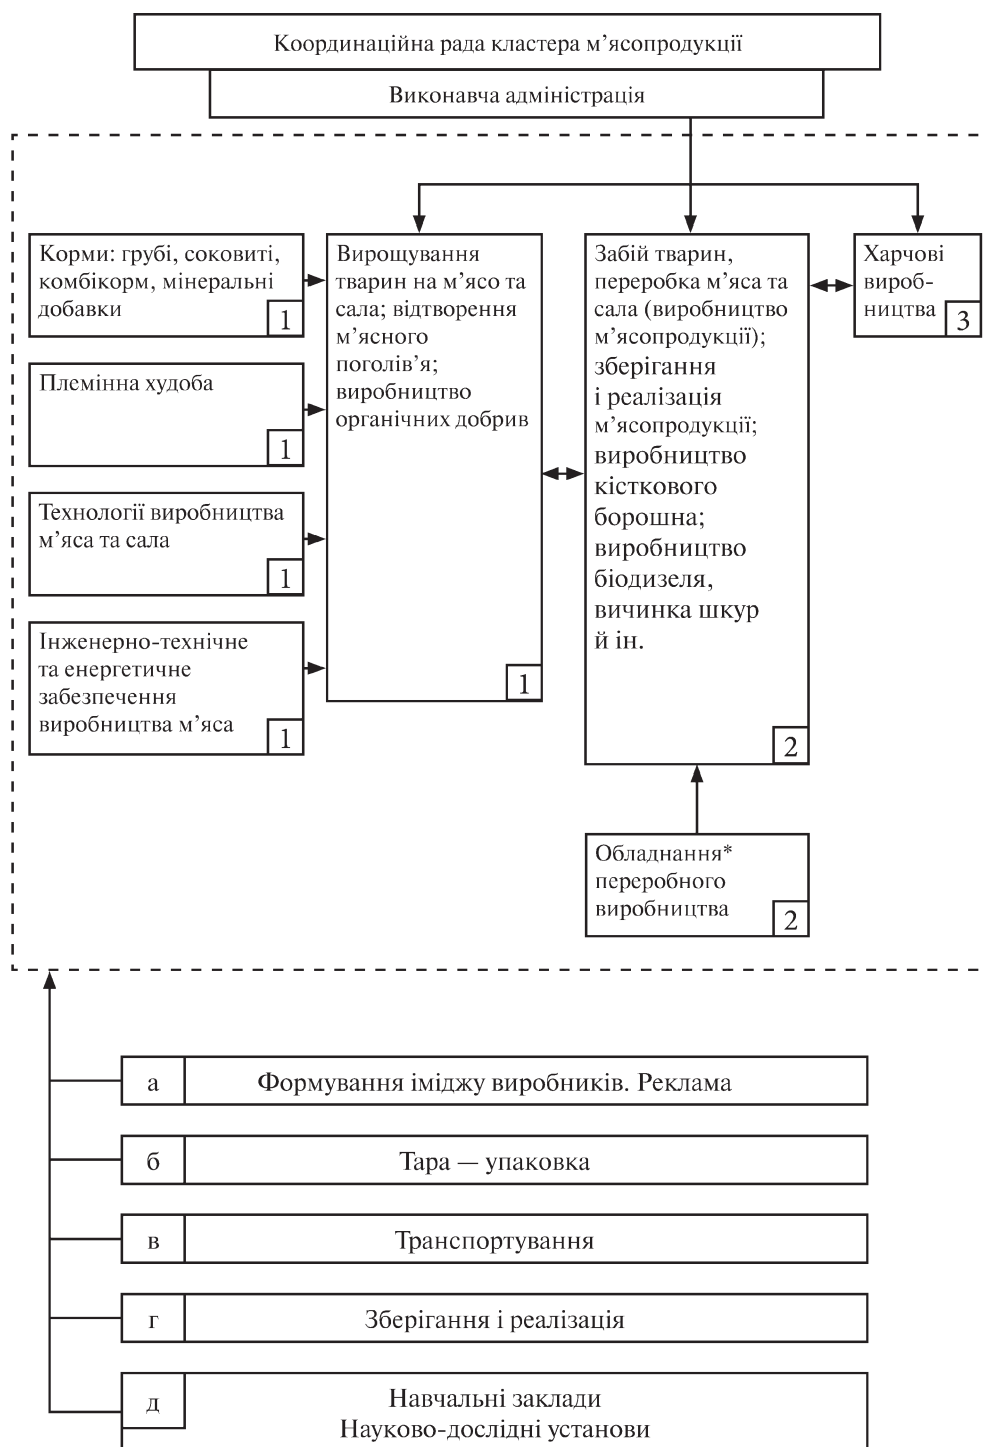 Координаційна рада кластера м’ясопродукції
Виконавча адміністрація
Корми: грубі, соковиті,
комбікорм, мінеральні
добавки
1
Племінна худоба
1
Технології виробництва
м’яса та сала
1
Інженерно-технічне
та енергетичне
забезпечення
виробництва м’яса
1
Вирощування
тварин на м’ясо та
сала; відтворення
м’ясного
поголів’я;
виробництво
органічних добрив
1
Забій тварин,
переробка м’яса та
сала (виробництво
м’ясопродукції);
зберігання
і реалізація
м’ясопродукції;
виробництво
кісткового
борошна;
виробництво
біодизеля,
вичинка шкур
й ін.
2
Харчові
вироб-
ництва
3
Обладнання*
переробного
виробництва
2
а
Формування іміджу виробників. Реклама
б
Тара — упаковка
в
Транспортування
г
Зберігання і реалізація
д
Навчальні заклади
Науково-дослідні установи